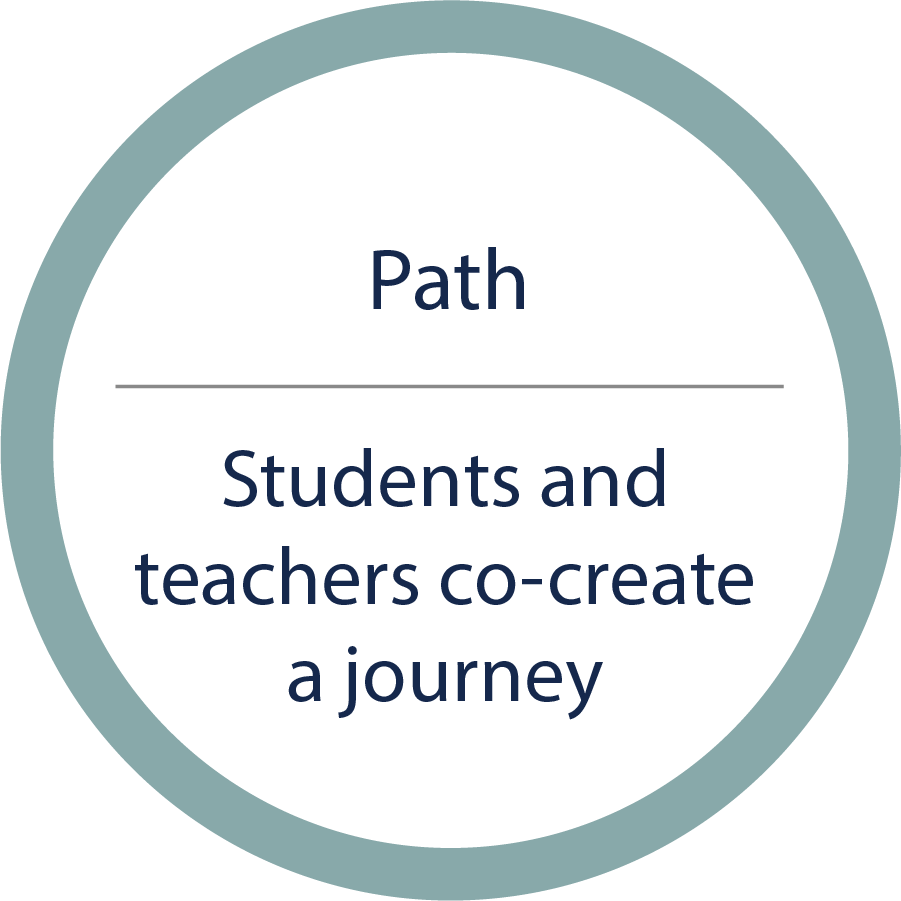 Path
Students and
teachers co-create
a journey